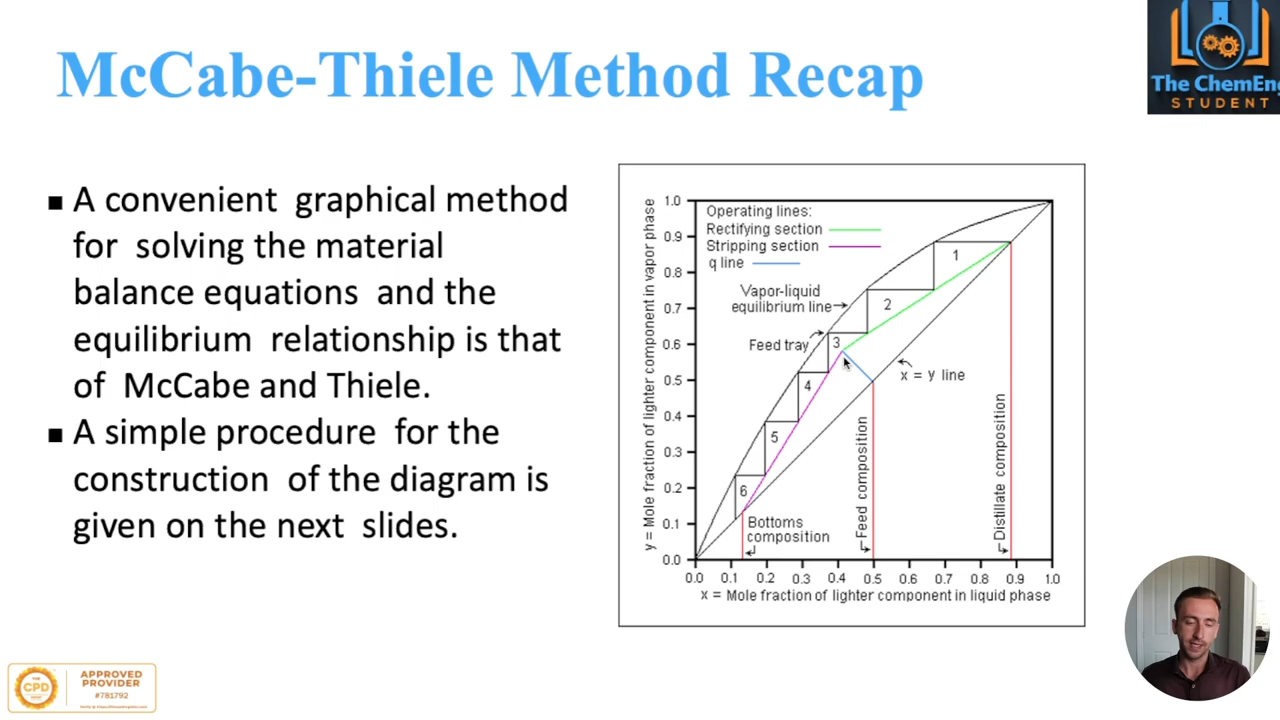 McCabe-Thiele Method Recap
The ChemEng
STUDENT
A convenient graphical method
for solving the material
balance equations and the
equilibrium relationship is that
of McCabe and Thiele.
A simple procedure for the
construction of the diagram is
given on the next slides.
y = Mole fraction of lighter component in vapor phase
1.0
0.9
0.8
0.7
0.6
0.5
0.4
0.3
0.2
0.1
0.0
Operating lines:
Rectifying section
Stripping section
q line
Vapor-liquid
equilibrium line
Feed tray
1
2
3
4
5
6
x = y line
Bottoms
composition
Feed composition
Distillate composition
0.0 0.1 0.2 0.3 0.4 0.5 0.6 0.7 0.8 0.9 1.0
x = Mole fraction of lighter component in liquid phase
THE
CPD
APPROVED
PROVIDER
#781792